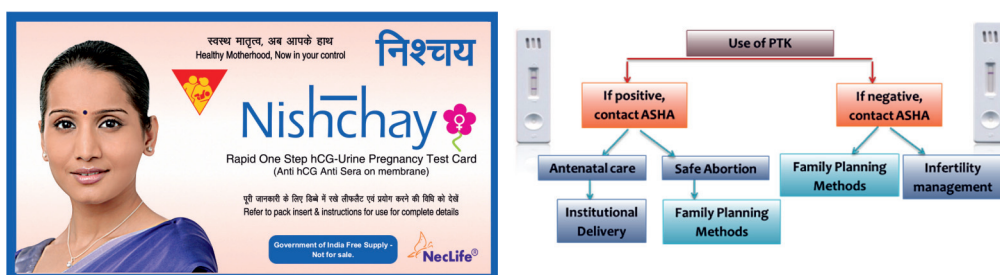 स्वस्थ मातृत्व, अब आपके हाथ
Healthy Motherhood, Now in your control
निश्चय
Nishchay
Rapid One Step hCG-Urine Pregnancy Test Card
(Anti hCG Anti Sera on membrane)
पूरी जानकारी के लिए डिब्बे में रखे लीफलैट एवं प्रयोग करने की विधि को देखें
Refer to pack insert & instructions for use for complete details
Government of India Free Supply -
Not for sale.
NecLife®
Use of PTK
If positive,
contact ASHA
If negative,
contact ASHA
Antenatal care
Safe Abortion
Family Planning
Methods
Infertility
management
Institutional
Delivery
Family Planning
Methods